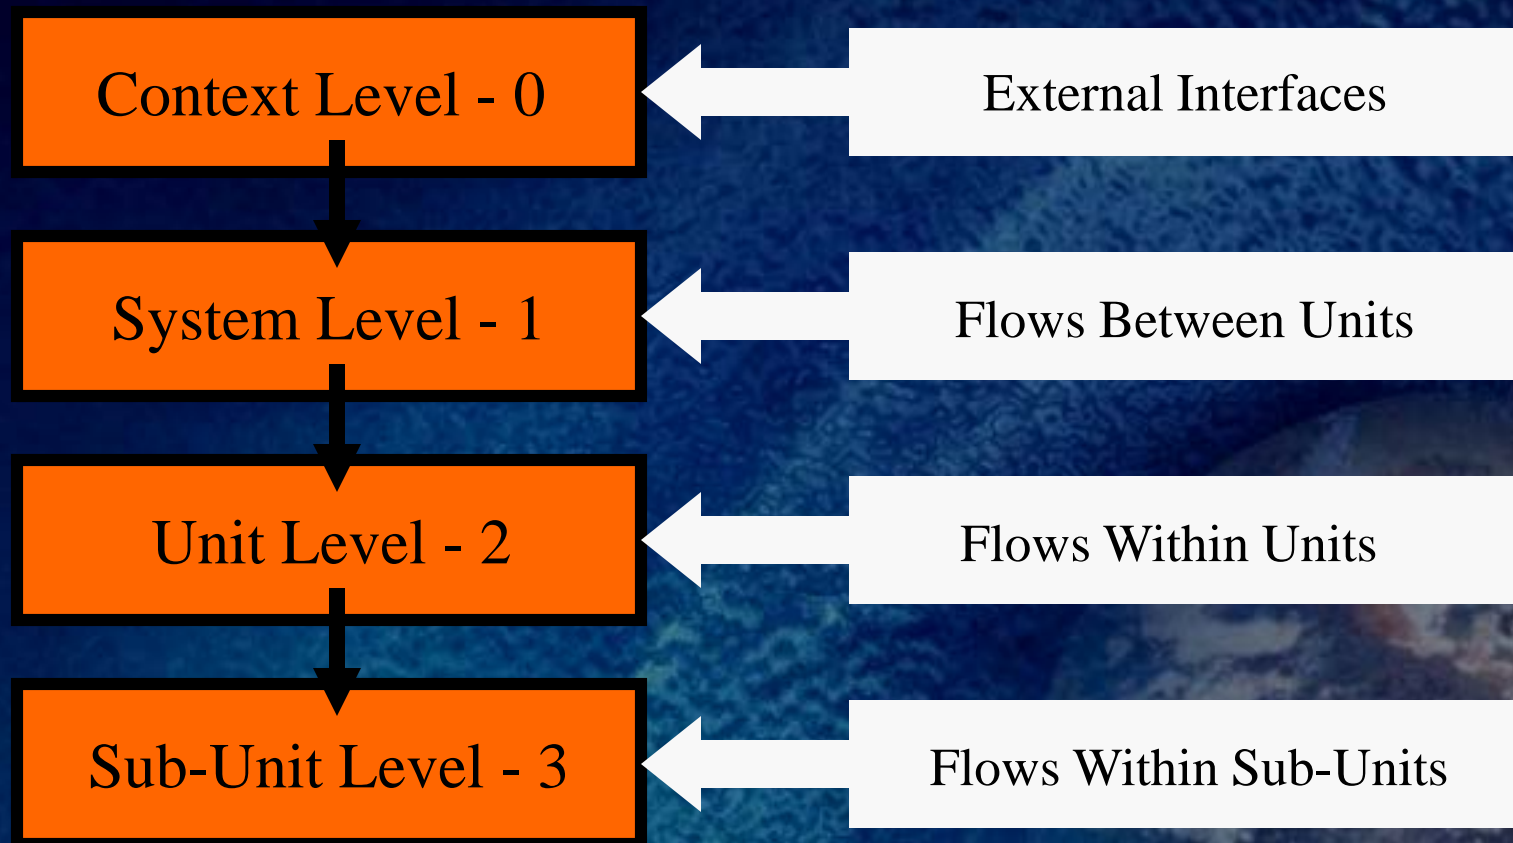 Context Level - 0
External Interfaces
System Level - 1
Flows Between Units
Unit Level - 2
Flows Within Units
Sub-Unit Level - 3
Flows Within Sub-Units